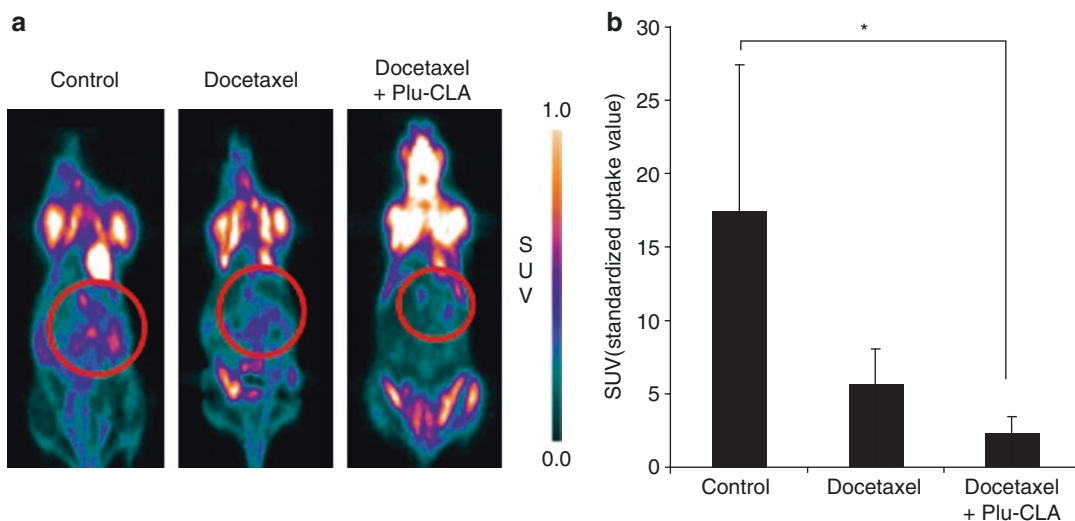 a
Control
Docetaxel
Docetaxel
+ Plu-CLA
1.0
S
U
V
0.0
b
SUV(standardized uptake value)
30
25
20
15
10
5
0
*
Control
Docetaxel
Docetaxel
+ Plu-CLA